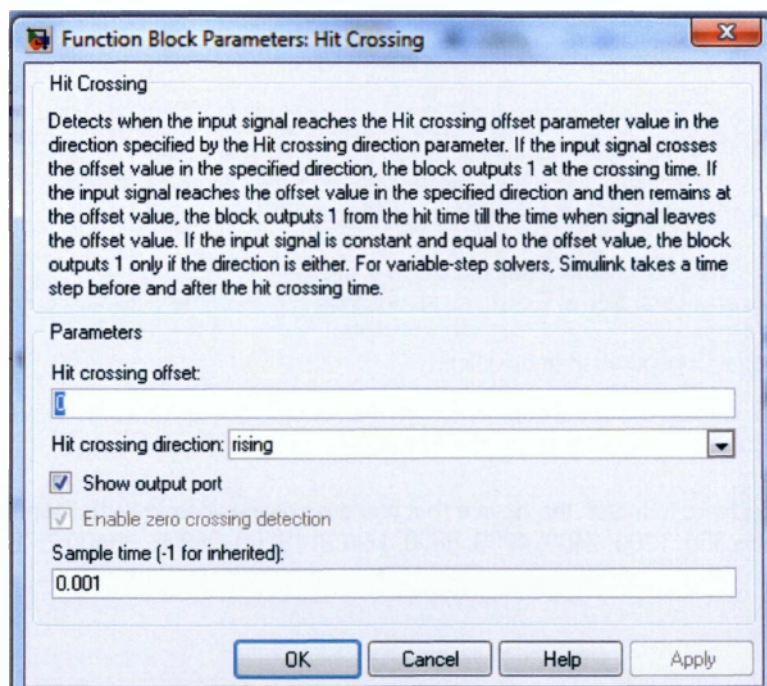 Function Block Parameters: Hit Crossing
Hit Crossing
Detects when the input signal reaches the Hit crossing offset parameter value in the
direction specified by the Hit crossing direction parameter. If the input signal crosses
the offset value in the specified direction, the block outputs 1 at the crossing time. If
the input signal reaches the offset value in the specified direction and then remains at
the offset value, the block outputs 1 from the hit time till the time when signal leaves
the offset value. If the input signal is constant and equal to the offset value, the block
outputs 1 only if the direction is either. For variable-step solvers, Simulink takes a time
step before and after the hit crossing time.
Parameters
Hit crossing offset:
0
Hit crossing direction: rising
Show output port
Enable zero crossing detection
Sample time (-1 for inherited):
0.001
OK Cancel Help Apply